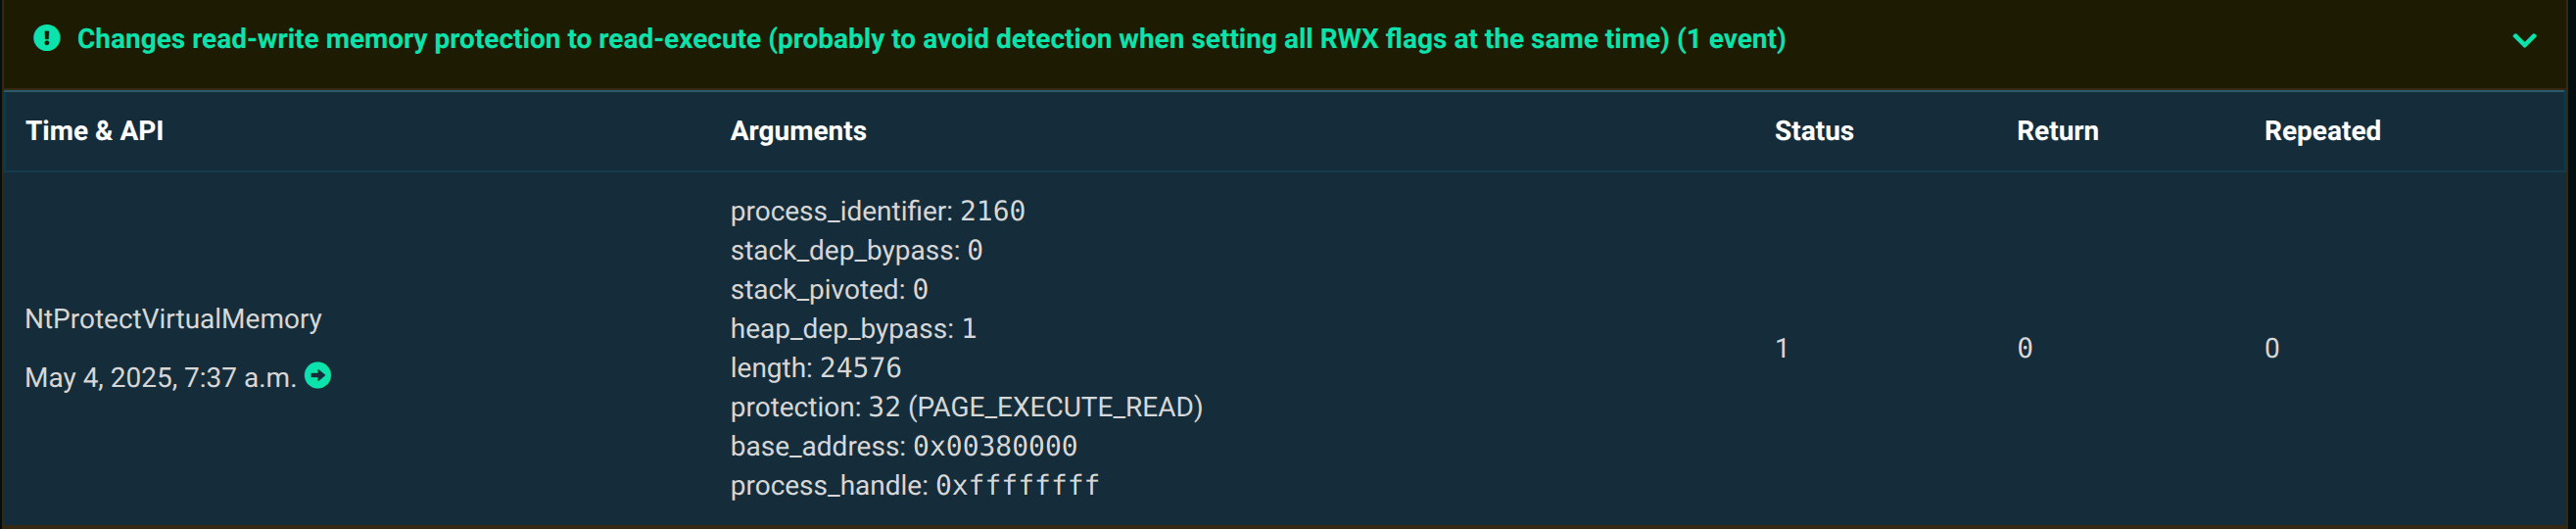 Changes read-write memory protection to read-execute (probably to avoid detection when setting all RWX flags at the same time) (1 event)
Time & API Arguments Status Return Repeated
NtProtectVirtualMemory
May 4, 2025, 7:37 a.m.
process_identifier: 2160
stack_dep_bypass: 0
stack_pivoted: 0
heap_dep_bypass: 1
length: 24576
protection: 32 (PAGE_EXECUTE_READ)
base_address: 0x00380000
process_handle: 0xffffffff
1 0 0